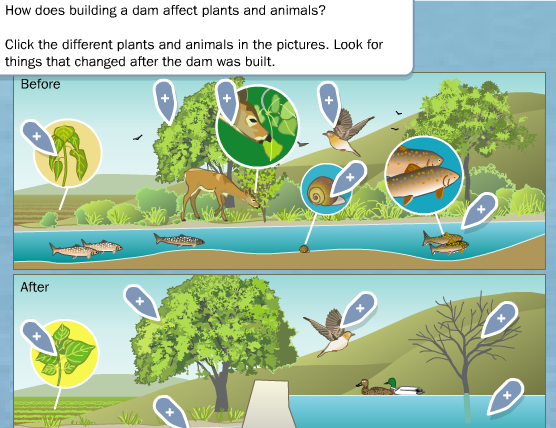 How does building a dam affect plants and animals?
Click the different plants and animals in the pictures. Look for
things that changed after the dam was built.
Before
After